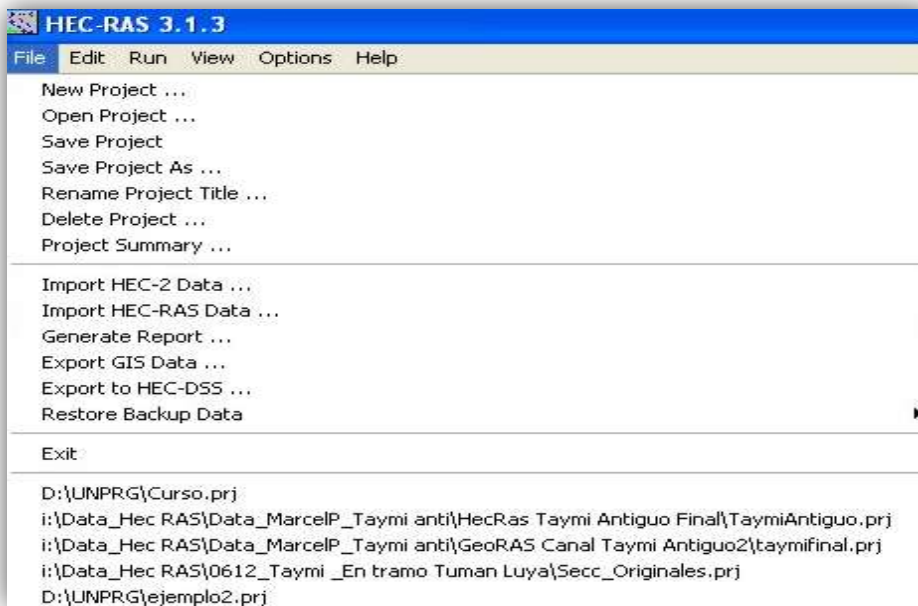 HEC-RAS 3.1.3
File Edit Run View Options Help
New Project ...
Open Project ...
Save Project
Save Project As ...
Rename Project Title ...
Delete Project ...
Project Summary ...
Import HEC-2 Data ...
Import HEC-RAS Data ...
Generate Report ...
Export GIS Data ...
Export to HEC-DSS ...
Restore Backup Data
Exit
D:\UNPRG\Curso.prj
i:\Data_Hec RAS\Data_MarcelP_Taymi anti\HecRas Taymi Antiguo Final\TaymiAntiguo.prj
i:\Data_Hec RAS\Data_MarcelP_Taymi anti\GeoRAS Canal Taymi Antiguo2\taymifinal.prj
i:\Data_Hec RAS\0612_Taymi _En tramo Tuman Luya\Secc_Originales.prj
D:\UNPRG\ejemplo2.prj